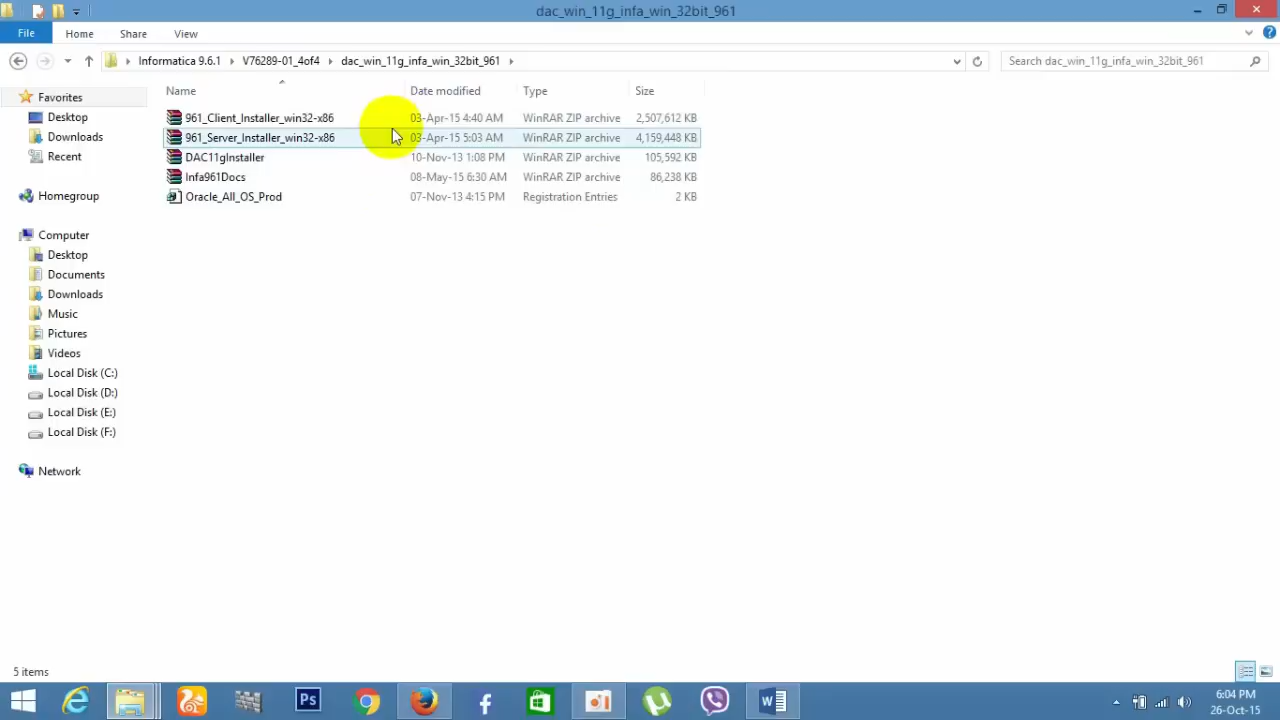 dac_win_11g_infa_win_32bit_961
File Home Share View
Informatica 9.6.1 V76289-01_4of4 dac_win_11g_infa_win_32bit_961 Search dac_win_11g_infa_win_32bit_961
Name Date modified Type Size
Favorites
Desktop
Downloads
Recent
Homegroup
Computer
Desktop
Documents
Downloads
Music
Pictures
Videos
Local Disk (C:)
Local Disk (D:)
Local Disk (E:)
Local Disk (F:)
Network
961_Client_Installer_win32-x86 03-Apr-15 4:40 AM WinRAR ZIP archive 2,507,612 KB
961_Server_Installer_win32-x86 03-Apr-15 5:03 AM WinRAR ZIP archive 4,159,448 KB
DAC11gInstaller 10-Nov-13 1:08 PM WinRAR ZIP archive 105,592 KB
Infa961Docs 08-May-15 6:30 AM WinRAR ZIP archive 86,238 KB
Oracle_All_OS_Prod 07-Nov-13 4:15 PM Registration Entries 2 KB
5 items
Ps
6:04 PM
26-Oct-15